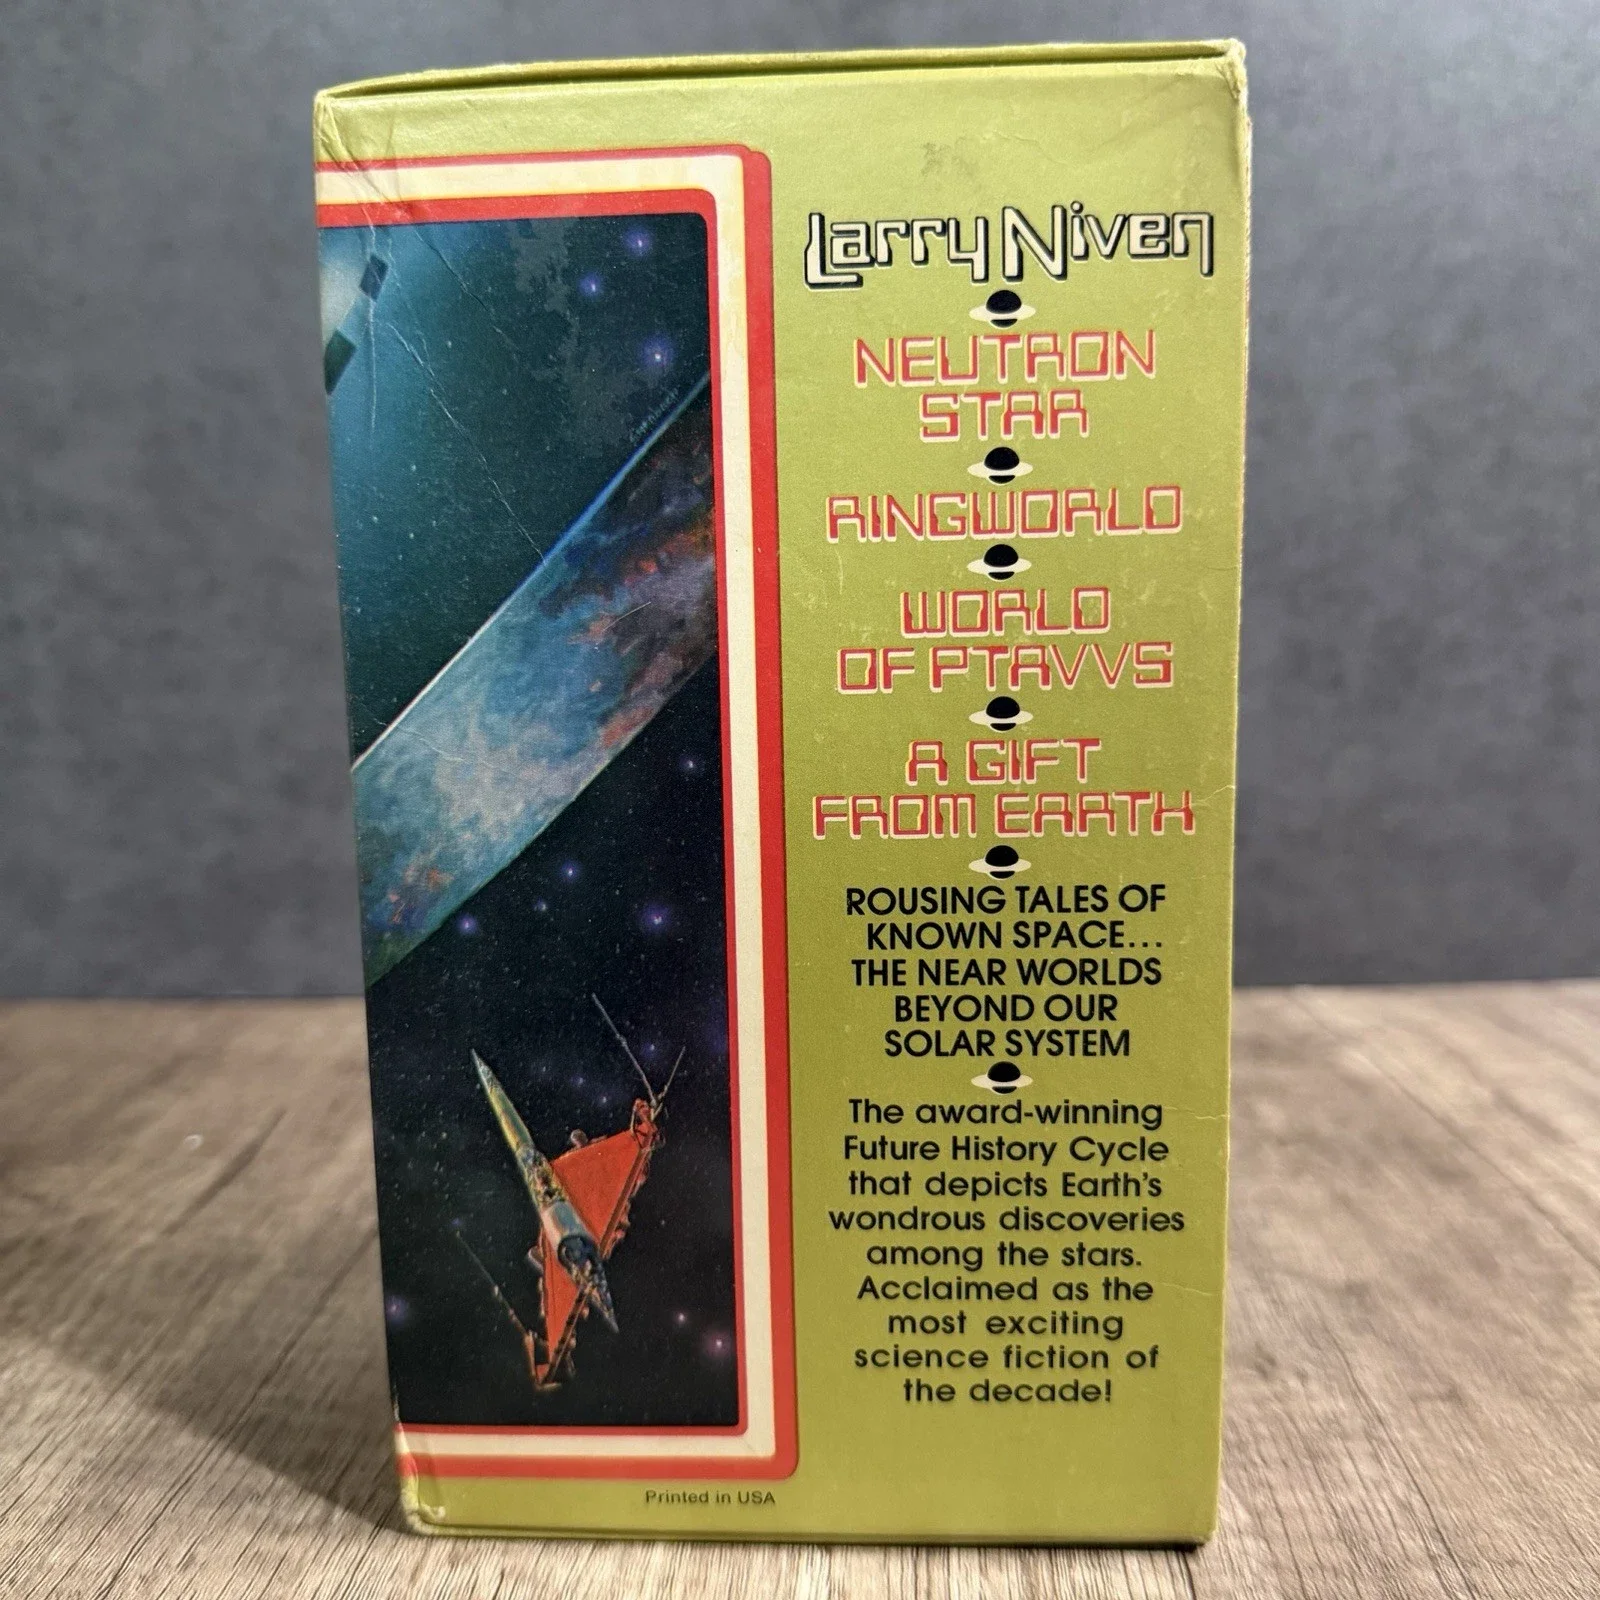 Larry Niven
NEUTRON
STAR
RINGWORLD
WORLD
OF PTAVVS
A GIFT
FROM EARTH
ROUSING TALES OF
KNOWN SPACE...
THE NEAR WORLDS
BEYOND OUR
SOLAR SYSTEM
The award-winning
Future History Cycle
that depicts Earth's
wondrous discoveries
among the stars.
Acclaimed as the
most exciting
science fiction of
the decade!
Printed in USA